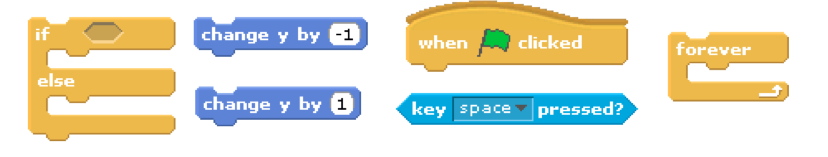 if
else
change y by -1
change y by 1
when clicked
key space pressed?
forever